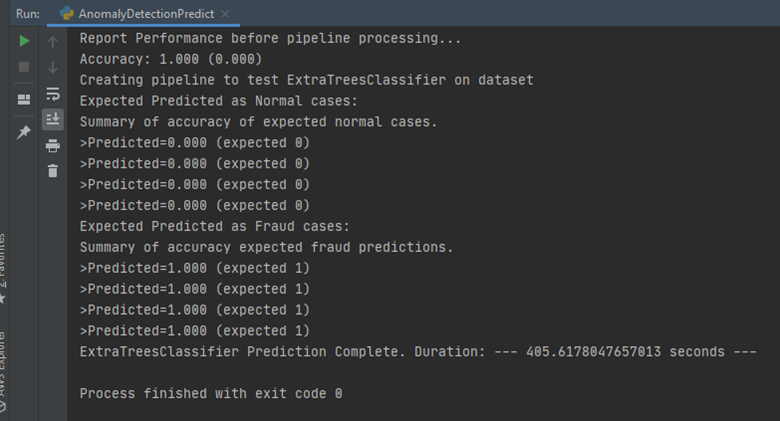 Run: AnomalyDetectionPredict
Report Performance before pipeline processing...
Accuracy: 1.000 (0.000)
Creating pipeline to test ExtraTreesClassifier on dataset
Expected Predicted as Normal cases:
Summary of accuracy of expected normal cases.
>Predicted=0.000 (expected 0)
>Predicted=0.000 (expected 0)
>Predicted=0.000 (expected 0)
>Predicted=0.000 (expected 0)
Expected Predicted as Fraud cases:
Summary of accuracy expected fraud predictions.
>Predicted=1.000 (expected 1)
>Predicted=1.000 (expected 1)
>Predicted=1.000 (expected 1)
>Predicted=1.000 (expected 1)
ExtraTreesClassifier Prediction Complete. Duration: --- 405.6178047657013 seconds ---
Process finished with exit code 0
2: Favorites
AWS Explorer